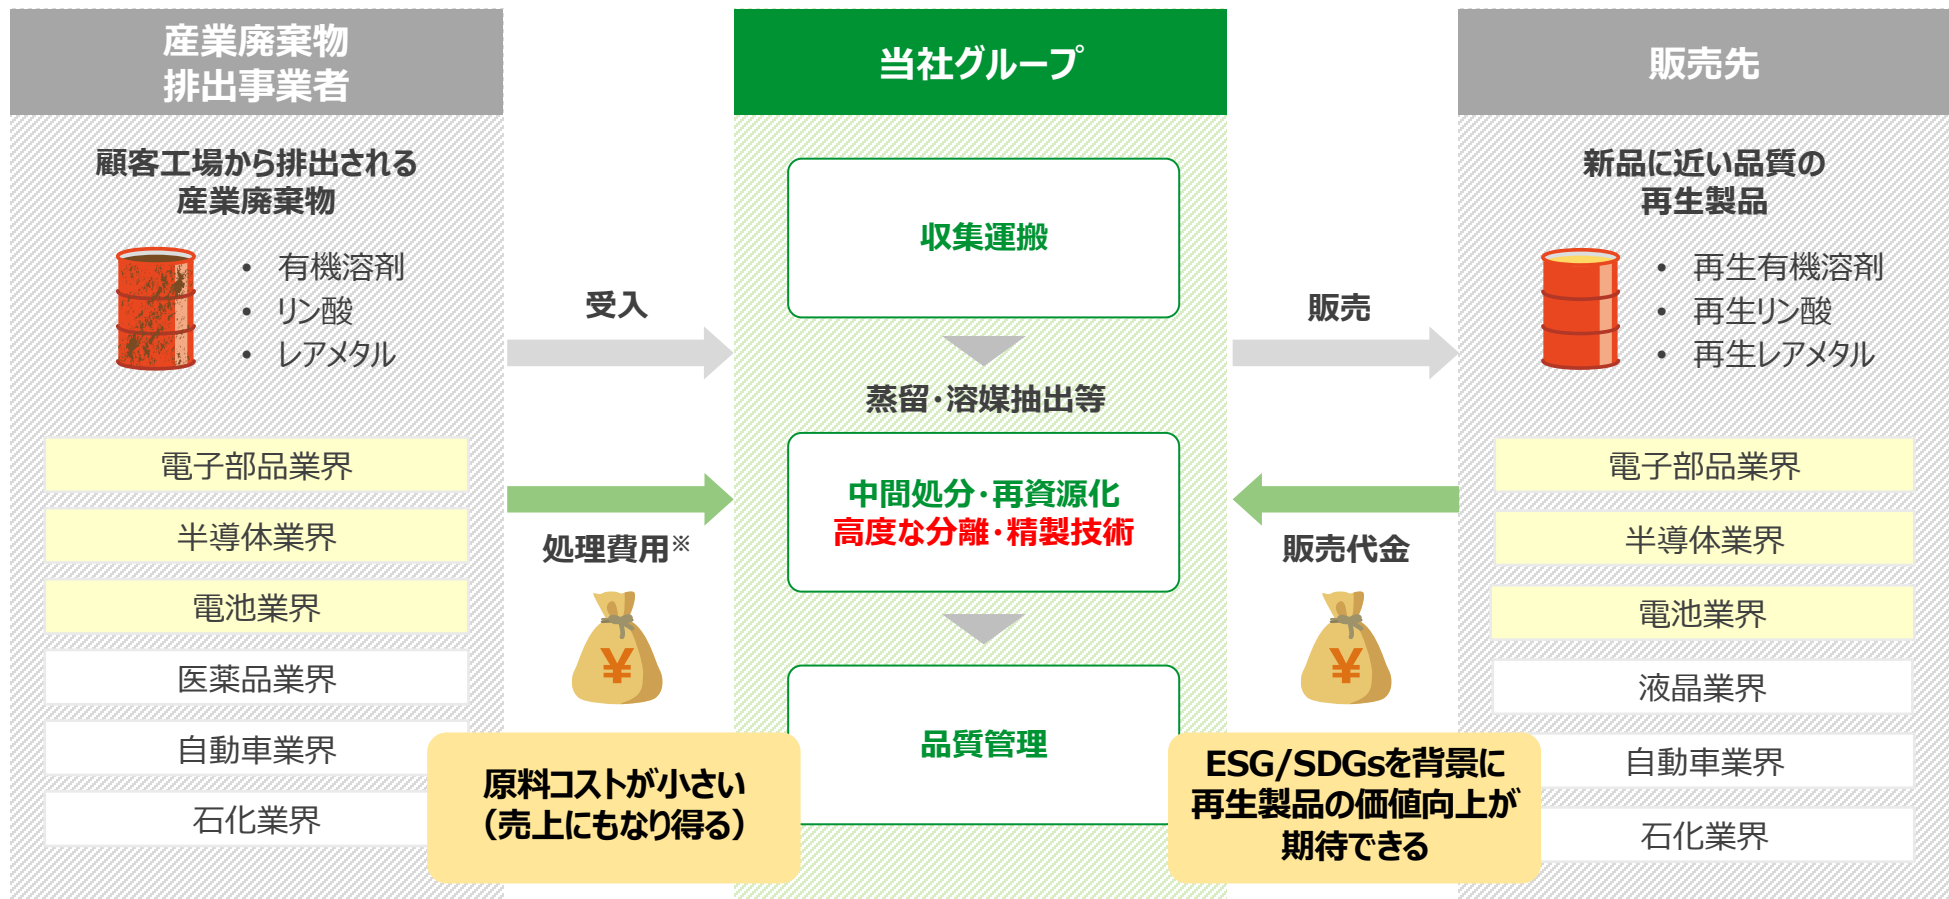 産業廃棄物
排出事業者
顧客工場から排出される
産業廃棄物
• 有機溶剤
• リン酸
• レアメタル
電子部品業界
半導体業界
電池業界
医薬品業界
自動車業界
石化業界
受入
処理費用※
¥
原料コストが小さい
（売上にもなり得る）
当社グループ
収集運搬
蒸留・溶媒抽出等
中間処分・再資源化
高度な分離・精製技術
品質管理
販売
販売代金
¥
ESG/SDGsを背景に
再生製品の価値向上が
期待できる
販売先
新品に近い品質の
再生製品
• 再生有機溶剤
• 再生リン酸
• 再生レアメタル
電子部品業界
半導体業界
電池業界
液晶業界
自動車業界
石化業界